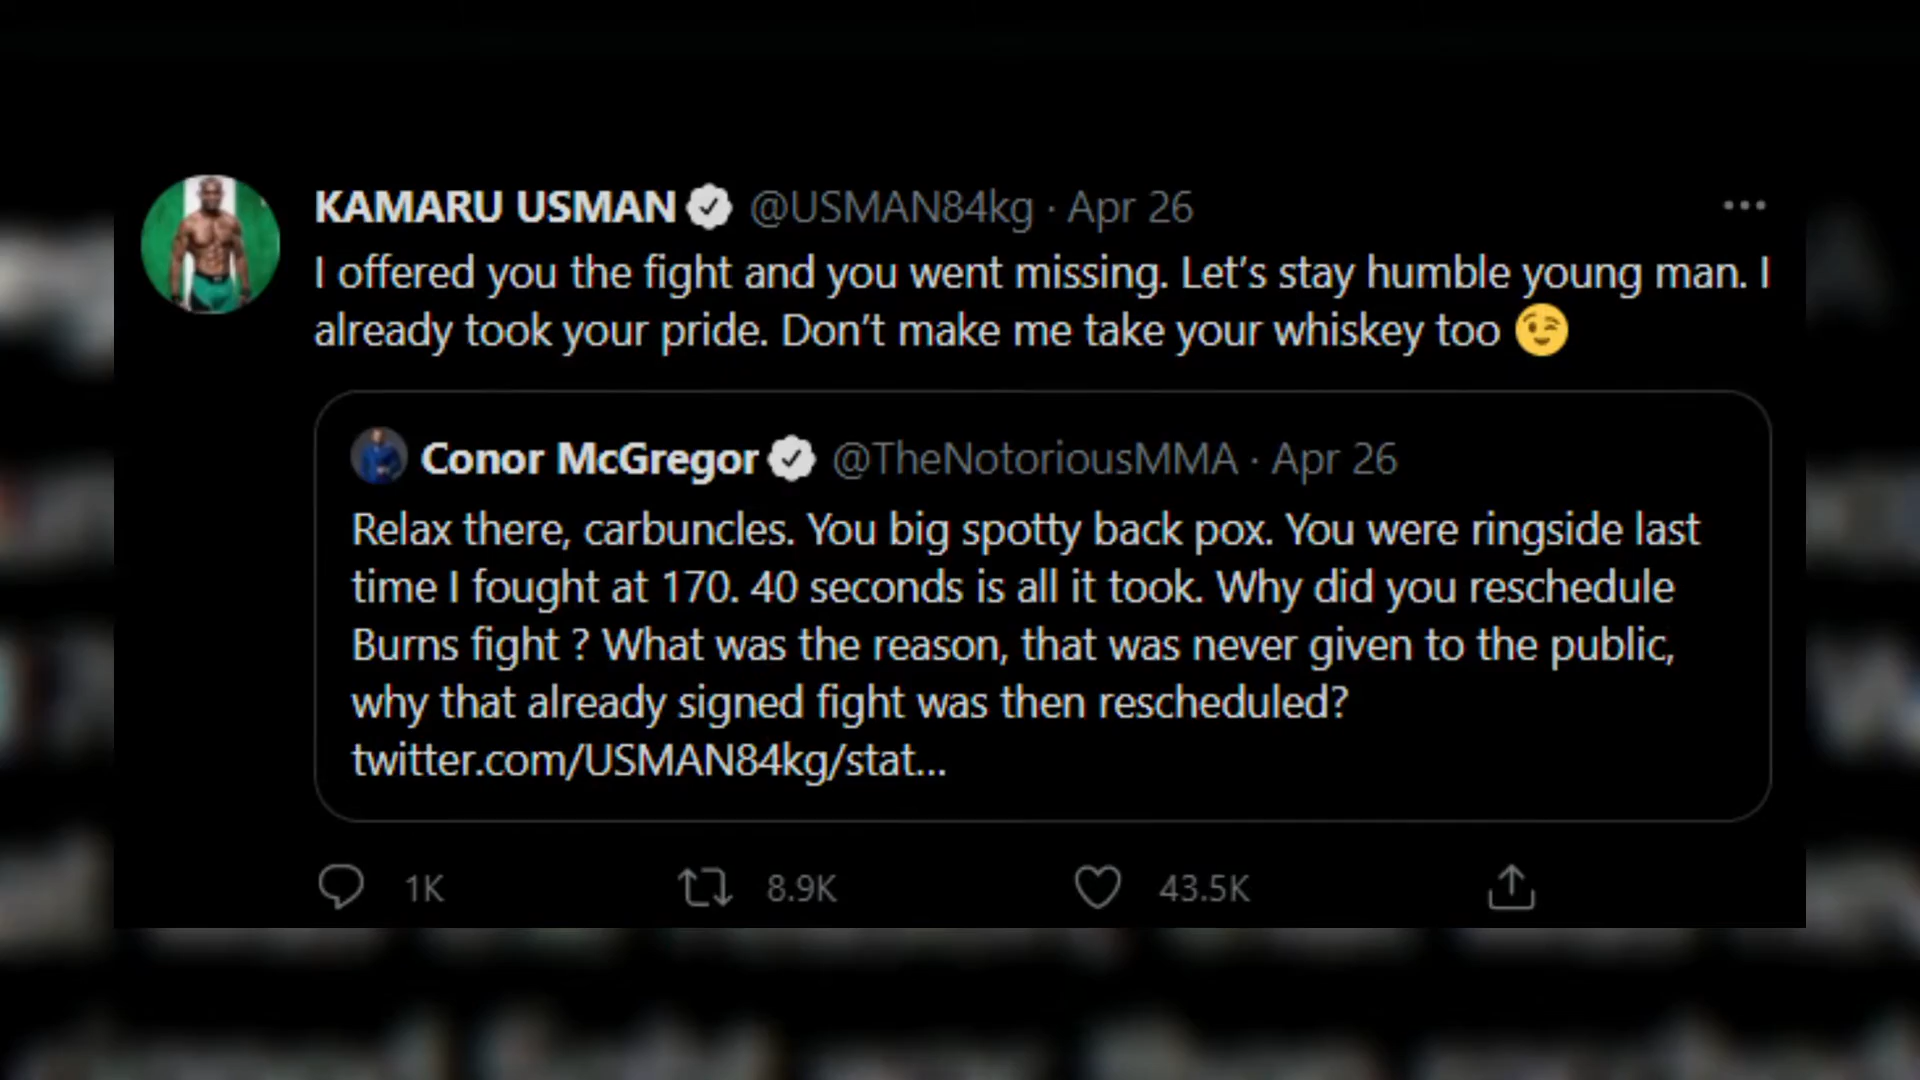 KAMARU USMAN @USMAN84kg · Apr 26
I offered you the fight and you went missing. Let's stay humble young man. I
already took your pride. Don't make me take your whiskey too 😉
Conor McGregor @TheNotoriousMMA · Apr 26
Relax there, carbuncles. You big spotty back pox. You were ringside last
time I fought at 170. 40 seconds is all it took. Why did you reschedule
Burns fight ? What was the reason, that was never given to the public,
why that already signed fight was then rescheduled?
twitter.com/USMAN84kg/stat...
1K 8.9K 43.5K